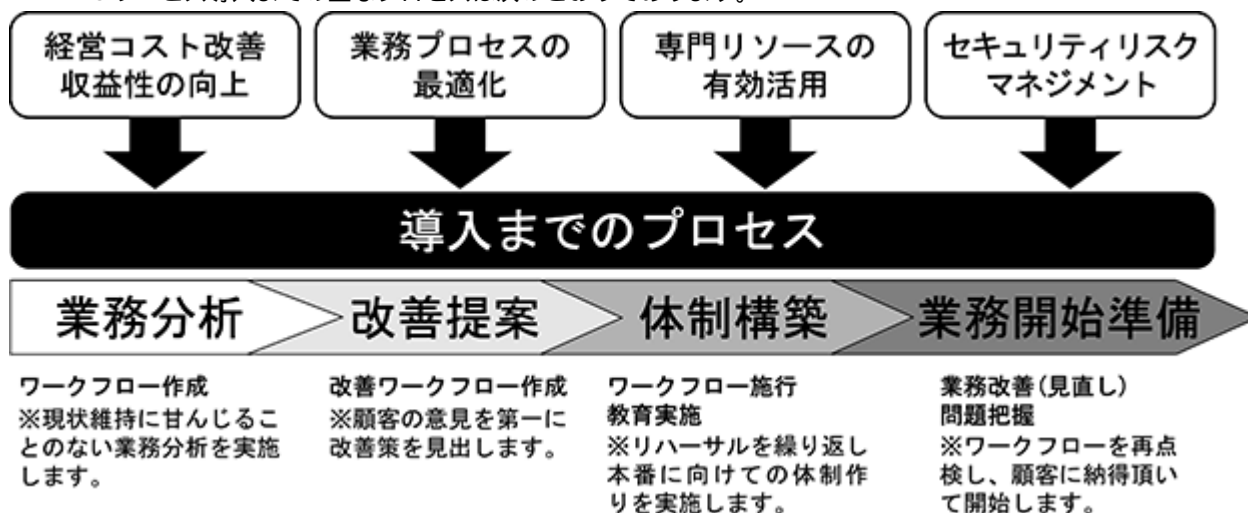 経営コスト改善
収益性の向上
業務プロセスの
最適化
専門リソースの
有効活用
セキュリティリスク
マネジメント
導入までのプロセス
業務分析
改善提案
体制構築
業務開始準備
ワークフロー作成
※現状維持に甘んじるこ
とのない業務分析を実施
します。
改善ワークフロー作成
※顧客の意見を第一に
改善策を見出します。
ワークフロー施行
教育実施
※リハーサルを繰り返し
本番に向けての体制作
りを実施します。
業務改善(見直し)
問題把握
※ワークフローを再点
検し、顧客に納得頂い
て開始します。